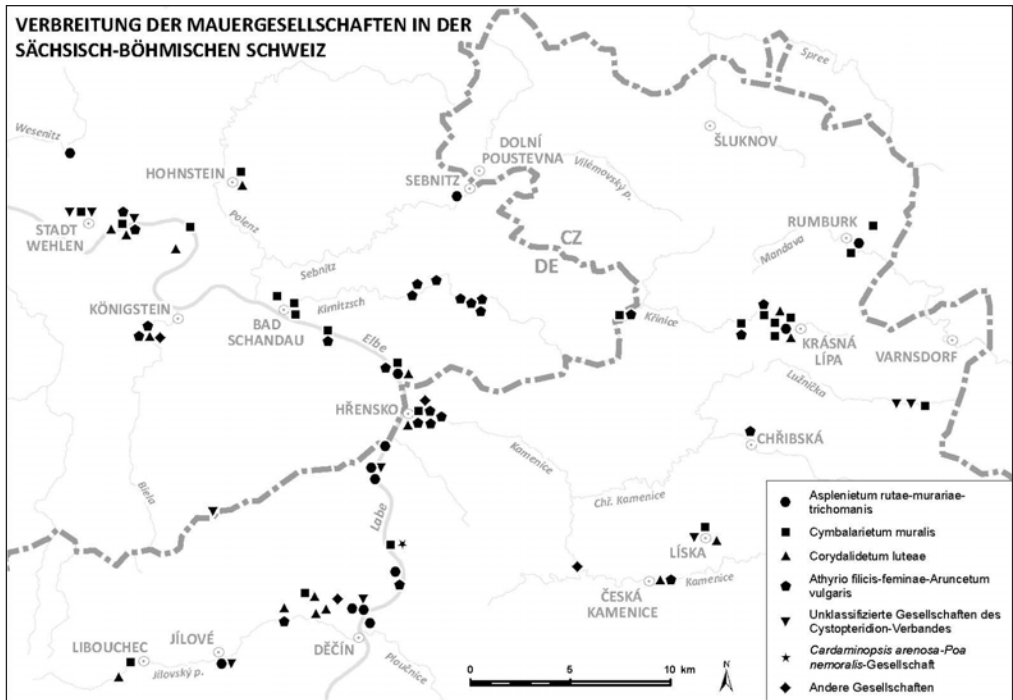 VERBREITUNG DER MAUERGESELLSCHAFTEN IN DER
SÄCHSISCH-BÖHMISCHEN SCHWEIZ
Spree
Wesenitz
DOLNÍ
POUSTEVNA
ŠLUKNOV
HOHNSTEIN
SEBNITZ
Vilémovský p.
STADT
WEHLEN
Polenz
RUMBURK
CZ
DE
Mandava
Sebnitz
KÖNIGSTEIN
Kirnitzsch
BAD
SCHANDAU
Křinice
KRÁSNÁ
LÍPA
VARNSDORF
Elbe
Lužnička
HŘENSKO
CHŘIBSKÁ
Kamenice
Biela
Labe
Chř. Kamenice
LÍSKA
Kamenice
ČESKÁ
KAMENICE
LIBOUCHEC
JÍLOVÉ
DĚČÍN
Jílovský p.
Ploučnice
Asplenietum rutae-murariae-
trichomanis
Cymbalarietum muralis
Corydalidetum luteae
Athyrio filicis-feminae-Aruncetum
vulgaris
Unklassifizierte Gesellschaften des
Cystopteridion-Verbandes
Cardaminopsis arenosa-Poa
nemoralis-Gesellschaft
Andere Gesellschaften
0 5 10 km
N